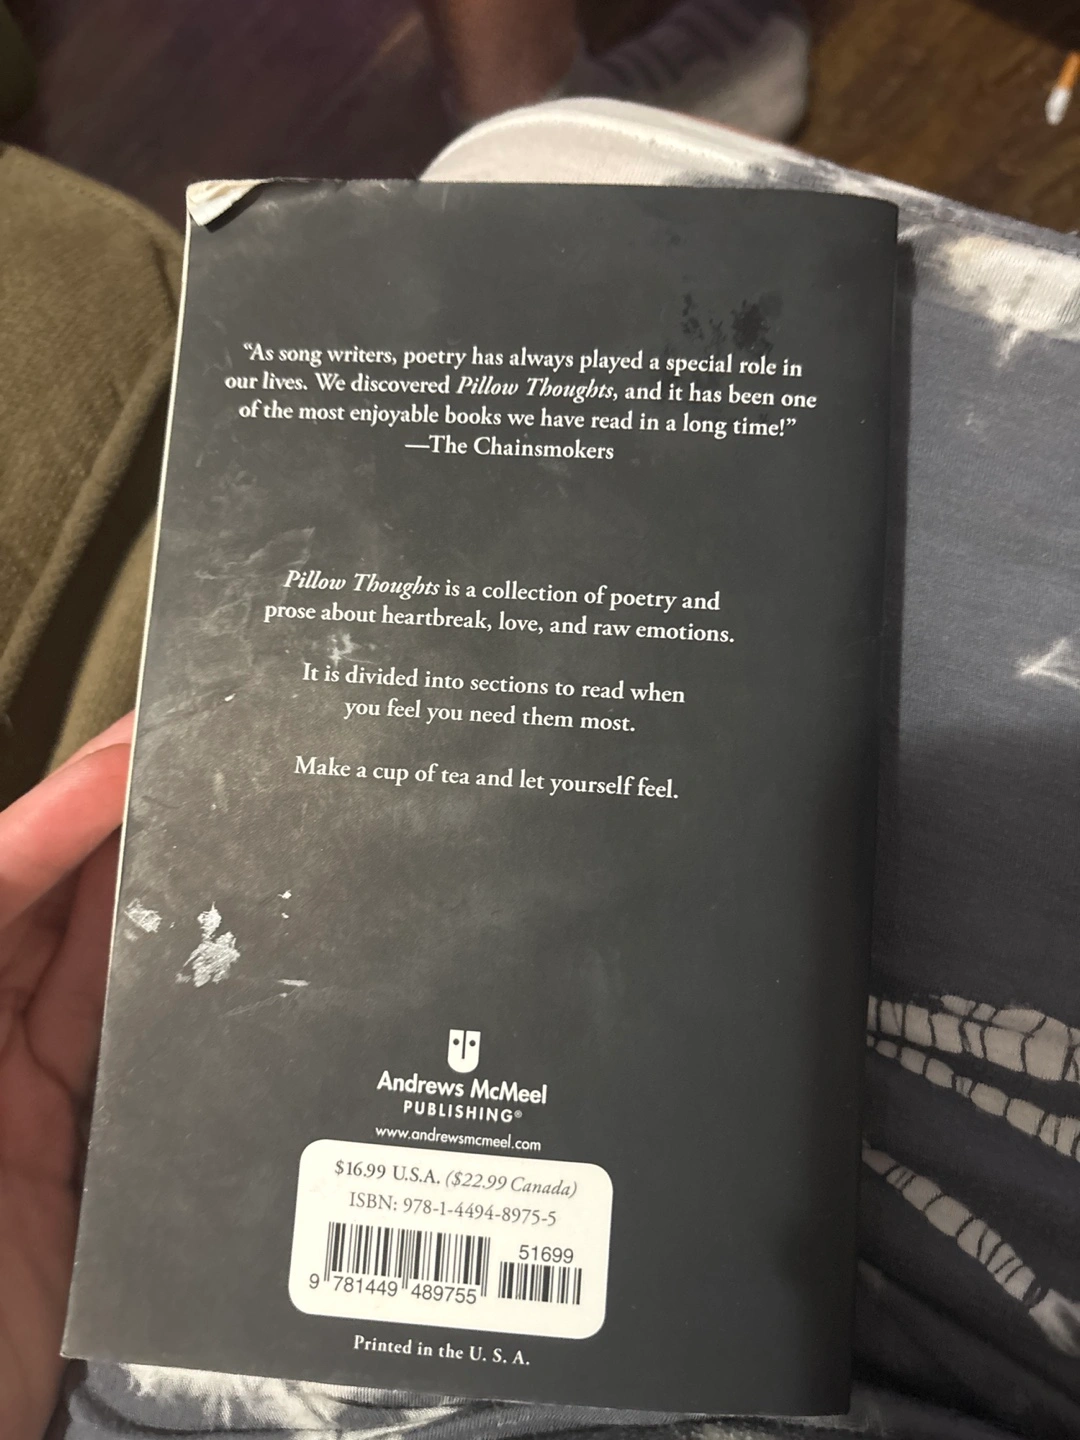 “As song writers, poetry has always played a special role in
our lives. We discovered Pillow Thoughts, and it has been one
of the most enjoyable books we have read in a long time!”
—The Chainsmokers
Pillow Thoughts is a collection of poetry and
prose about heartbreak, love, and raw emotions.
It is divided into sections to read when
you feel you need them most.
Make a cup of tea and let yourself feel.
Andrews McMeel
PUBLISHING®
www.andrewsmcmeel.com
$16.99 U.S.A. ($22.99 Canada)
ISBN: 978-1-4494-8975-5
51699
9 781449 489755
Printed in the U. S. A.